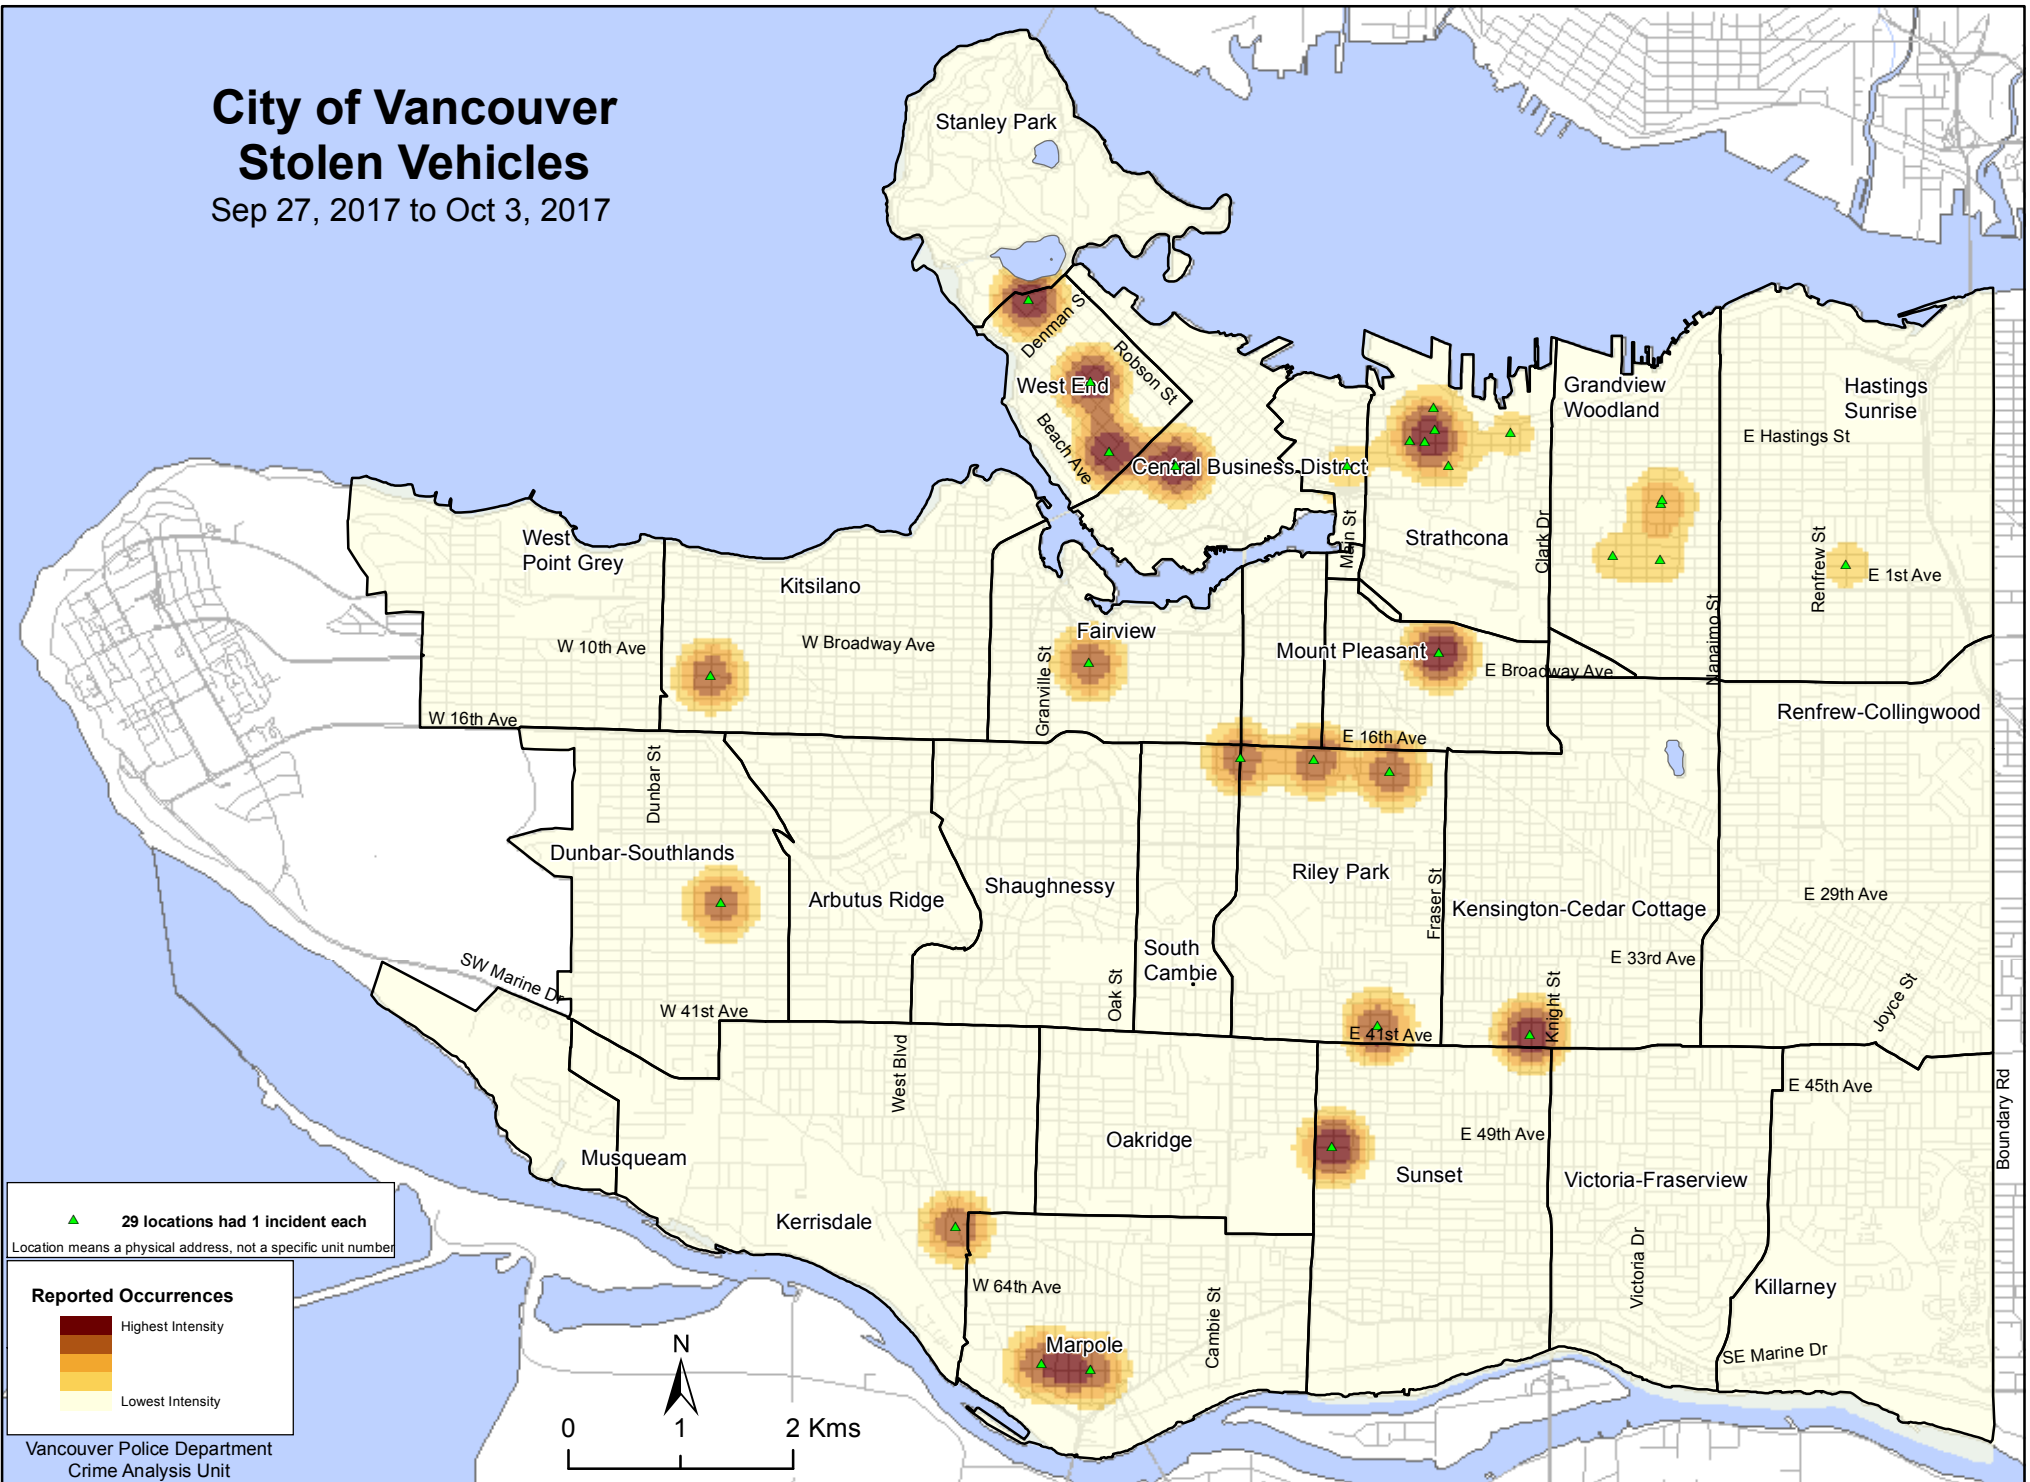 City of Vancouver
Stolen Vehicles
Sep 27, 2017 to Oct 3, 2017
Stanley Park
Denman S
Robson St
West End
Beach Ave
Central Business District
Grandview
Woodland
Hastings
Sunrise
E Hastings St
Main St
Strathcona
Clark Dr
Renfrew St
E 1st Ave
Nanaimo St
West
Point Grey
Kitsilano
Fairview
W 10th Ave
W Broadway Ave
Granville St
Mount Pleasant
E Broadway Ave
W 16th Ave
E 16th Ave
Renfrew-Collingwood
Dunbar St
Dunbar-Southlands
Arbutus Ridge
Shaughnessy
Riley Park
Fraser St
Kensington-Cedar Cottage
E 29th Ave
South
Cambie
E 33rd Ave
SW Marine Dr
W 41st Ave
Oak St
E 41st Ave
Knight St
Joyce St
West Blvd
E 45th Ave
Boundary Rd
Musqueam
Oakridge
E 49th Ave
Sunset
Victoria-Fraserview
Kerrisdale
W 64th Ave
Victoria Dr
Killarney
Marpole
Cambie St
SE Marine Dr
29 locations had 1 incident each
Location means a physical address, not a specific unit number
Reported Occurrences
Highest Intensity
Lowest Intensity
Vancouver Police Department
Crime Analysis Unit
N
0 1 2 Kms